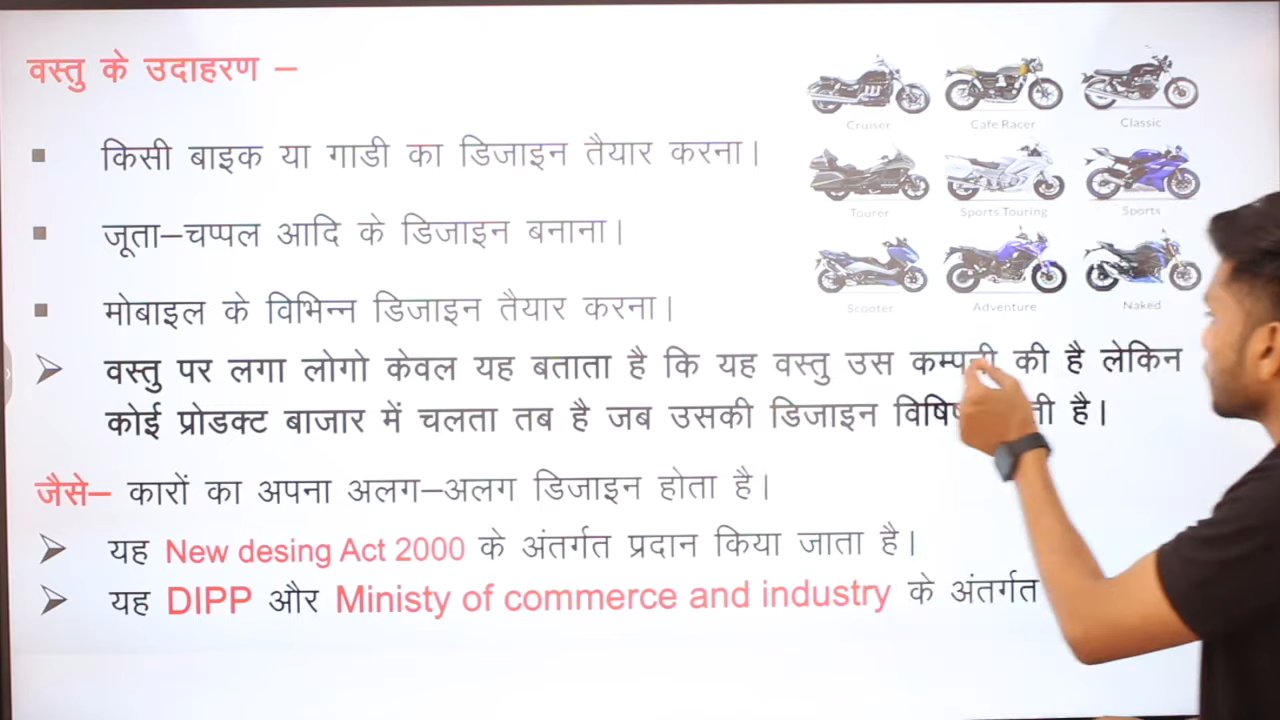 वस्तु के उदाहरण –
Cruiser Cafe Racer Classic
▪ किसी बाइक या गाडी का डिजाइन तैयार करना।
Tourer Sports Touring Sports
▪ जूता–चप्पल आदि के डिजाइन बनाना।
Scooter Adventure Naked
▪ मोबाइल के विभिन्न डिजाइन तैयार करना।
➢ वस्तु पर लगा लोगो केवल यह बताता है कि यह वस्तु उस की है लेकिन
कोई प्रोडक्ट बाजार में चलता तब है जब उसकी डिजाइन है।
जैसे– कारों का अपना अलग–अलग डिजाइन होता है।
➢ यह New desing Act 2000 के अंतर्गत प्रदान किया जाता है।
➢ यह DIPP और Ministy of commerce and industry के अंतर्गत